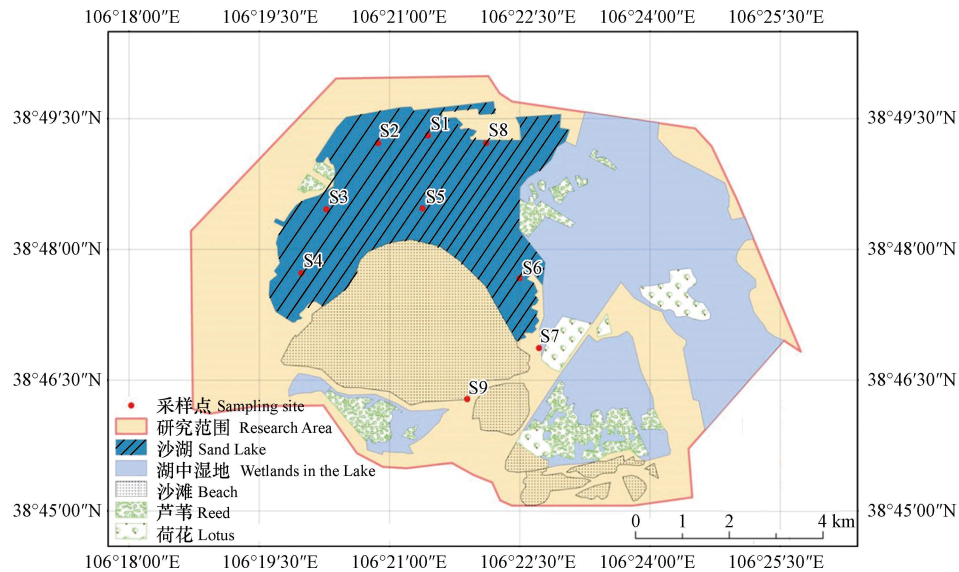 106°18′00″E 106°19′30″E 106°21′00″E 106°22′30″E 106°24′00″E 106°25′30″E
38°49′30″N 38°49′30″N
S2 S1 S8
S3 S5
38°48′00″N 38°48′00″N
S4 S6
S7
38°46′30″N 38°46′30″N
S9
采样点 Sampling site
研究范围 Research Area
沙湖 Sand Lake
湖中湿地 Wetlands in the Lake
沙滩 Beach
芦苇 Reed
荷花 Lotus
38°45′00″N 38°45′00″N
0 1 2 4 km
106°18′00″E 106°19′30″E 106°21′00″E 106°22′30″E 106°24′00″E 106°25′30″E